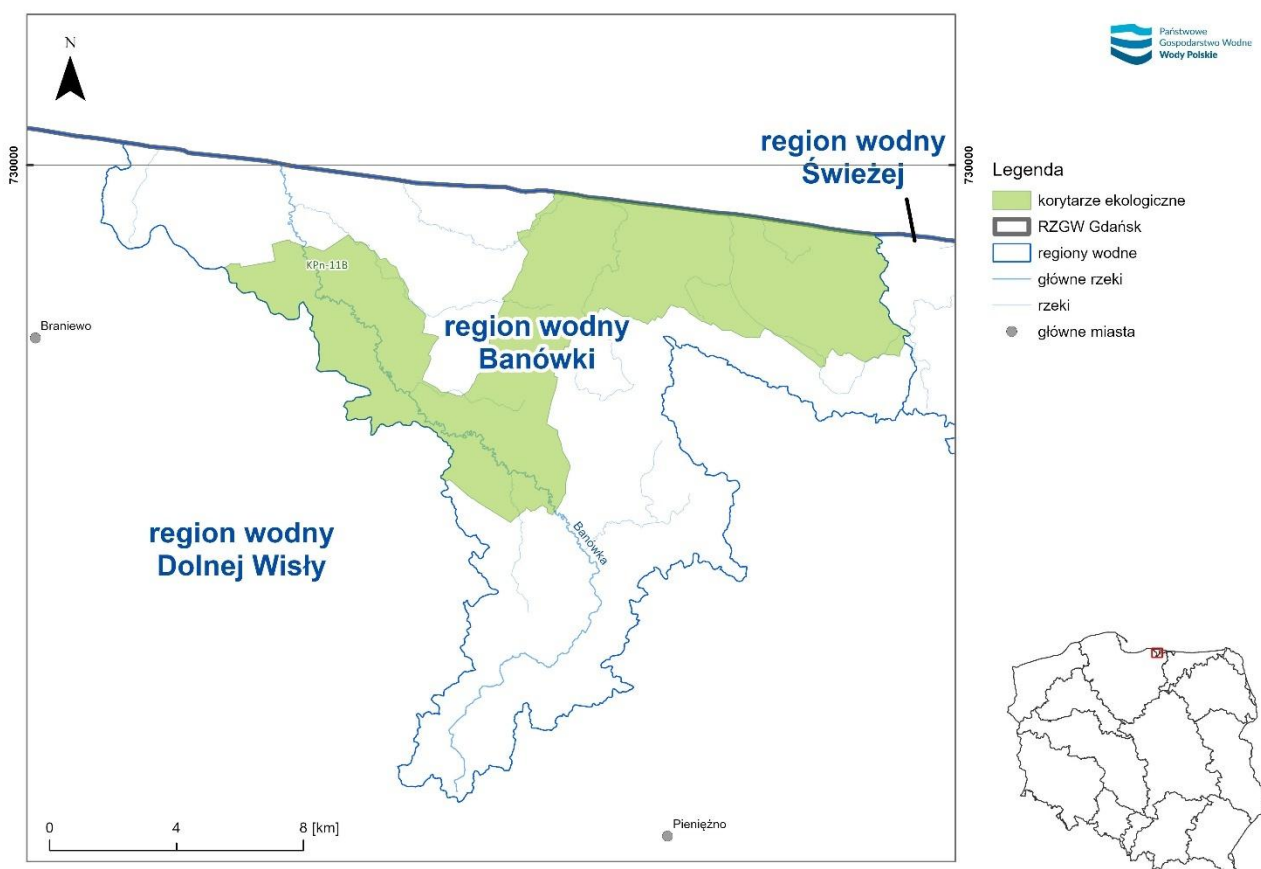 Państwowe
Gospodarstwo Wodne
Wody Polskie
N
730000
730000
region wodny
Świeżej
KPn-11B
Braniewo
region wodny
Banówki
region wodny
Dolnej Wisły
Banówka
Pieniężno
0 4 8 [km]
Legenda
korytarze ekologiczne
RZGW Gdańsk
regiony wodne
główne rzeki
rzeki
główne miasta